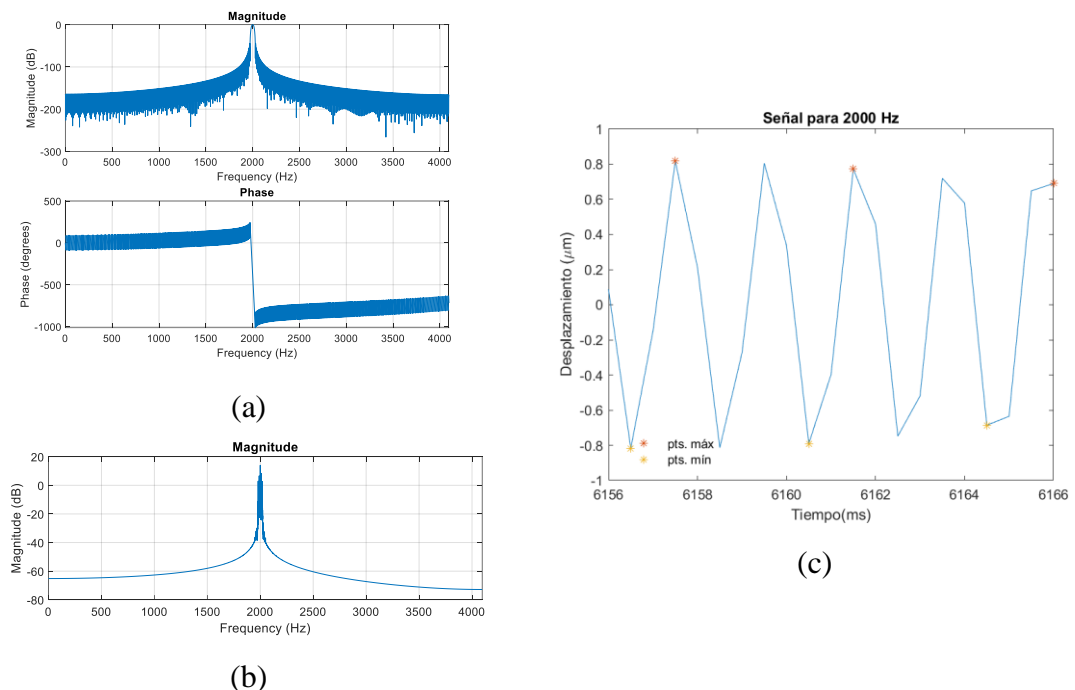 Magnitude
0
-100
-200
-300
Magnitude (dB)
0 500 1000 1500 2000 2500 3000 3500 4000
Frequency (Hz)
Phase
500
0
-500
-1000
Phase (degrees)
0 500 1000 1500 2000 2500 3000 3500 4000
Frequency (Hz)
(a)
Magnitude
20
0
-20
-40
-60
-80
Magnitude (dB)
0 500 1000 1500 2000 2500 3000 3500 4000
Frequency (Hz)
(b)
Señal para 2000 Hz
1
0.8
0.6
0.4
0.2
0
-0.2
-0.4
-0.6
-0.8
-1
Desplazamiento (μm)
pts. máx
pts. mín
6156 6158 6160 6162 6164 6166
Tiempo(ms)
(c)